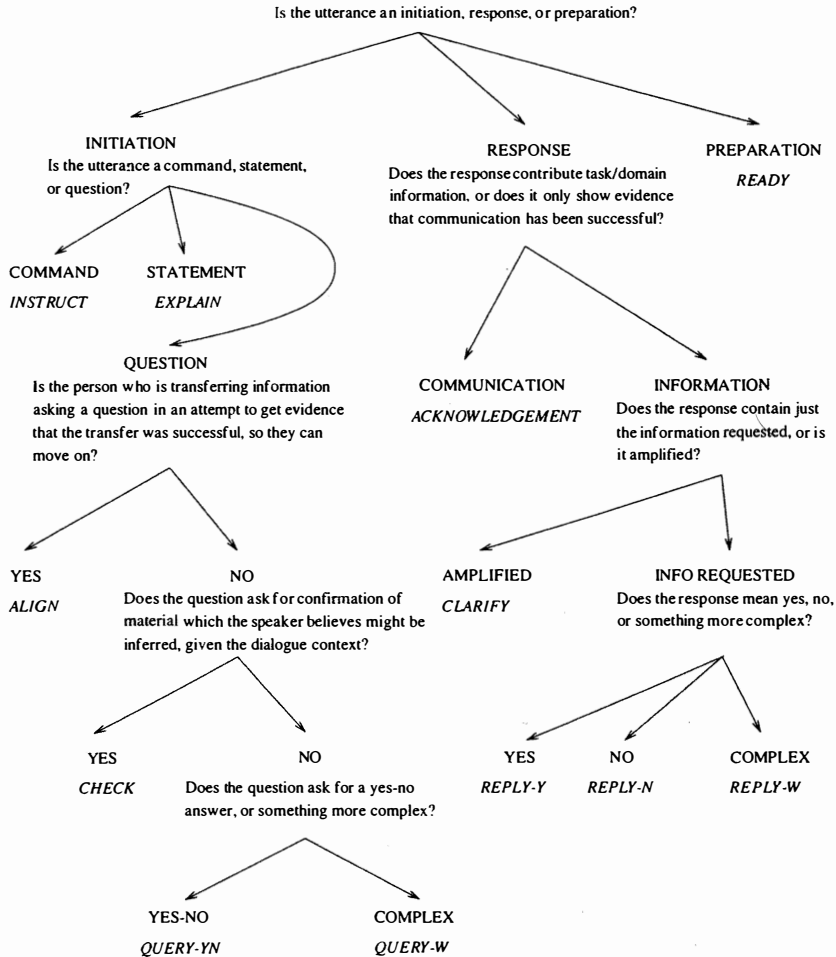 Is the utterance an initiation, response, or preparation?
INITIATION
Is the utterance a command, statement,
or question?
RESPONSE
Does the response contribute task/domain
information, or does it only show evidence
that communication has been successful?
PREPARATION
READY
COMMAND
INSTRUCT
STATEMENT
EXPLAIN
QUESTION
Is the person who is transferring information
asking a question in an attempt to get evidence
that the transfer was successful, so they can
move on?
COMMUNICATION
ACKNOWLEDGEMENT
INFORMATION
Does the response contain just
the information requested, or is
it amplified?
YES
ALIGN
NO
Does the question ask for confirmation of
material which the speaker believes might be
inferred, given the dialogue context?
AMPLIFIED
CLARIFY
INFO REQUESTED
Does the response mean yes, no,
or something more complex?
YES
CHECK
NO
Does the question ask for a yes-no
answer, or something more complex?
YES
REPLY-Y
NO
REPLY-N
COMPLEX
REPLY-W
YES-NO
QUERY-YN
COMPLEX
QUERY-W